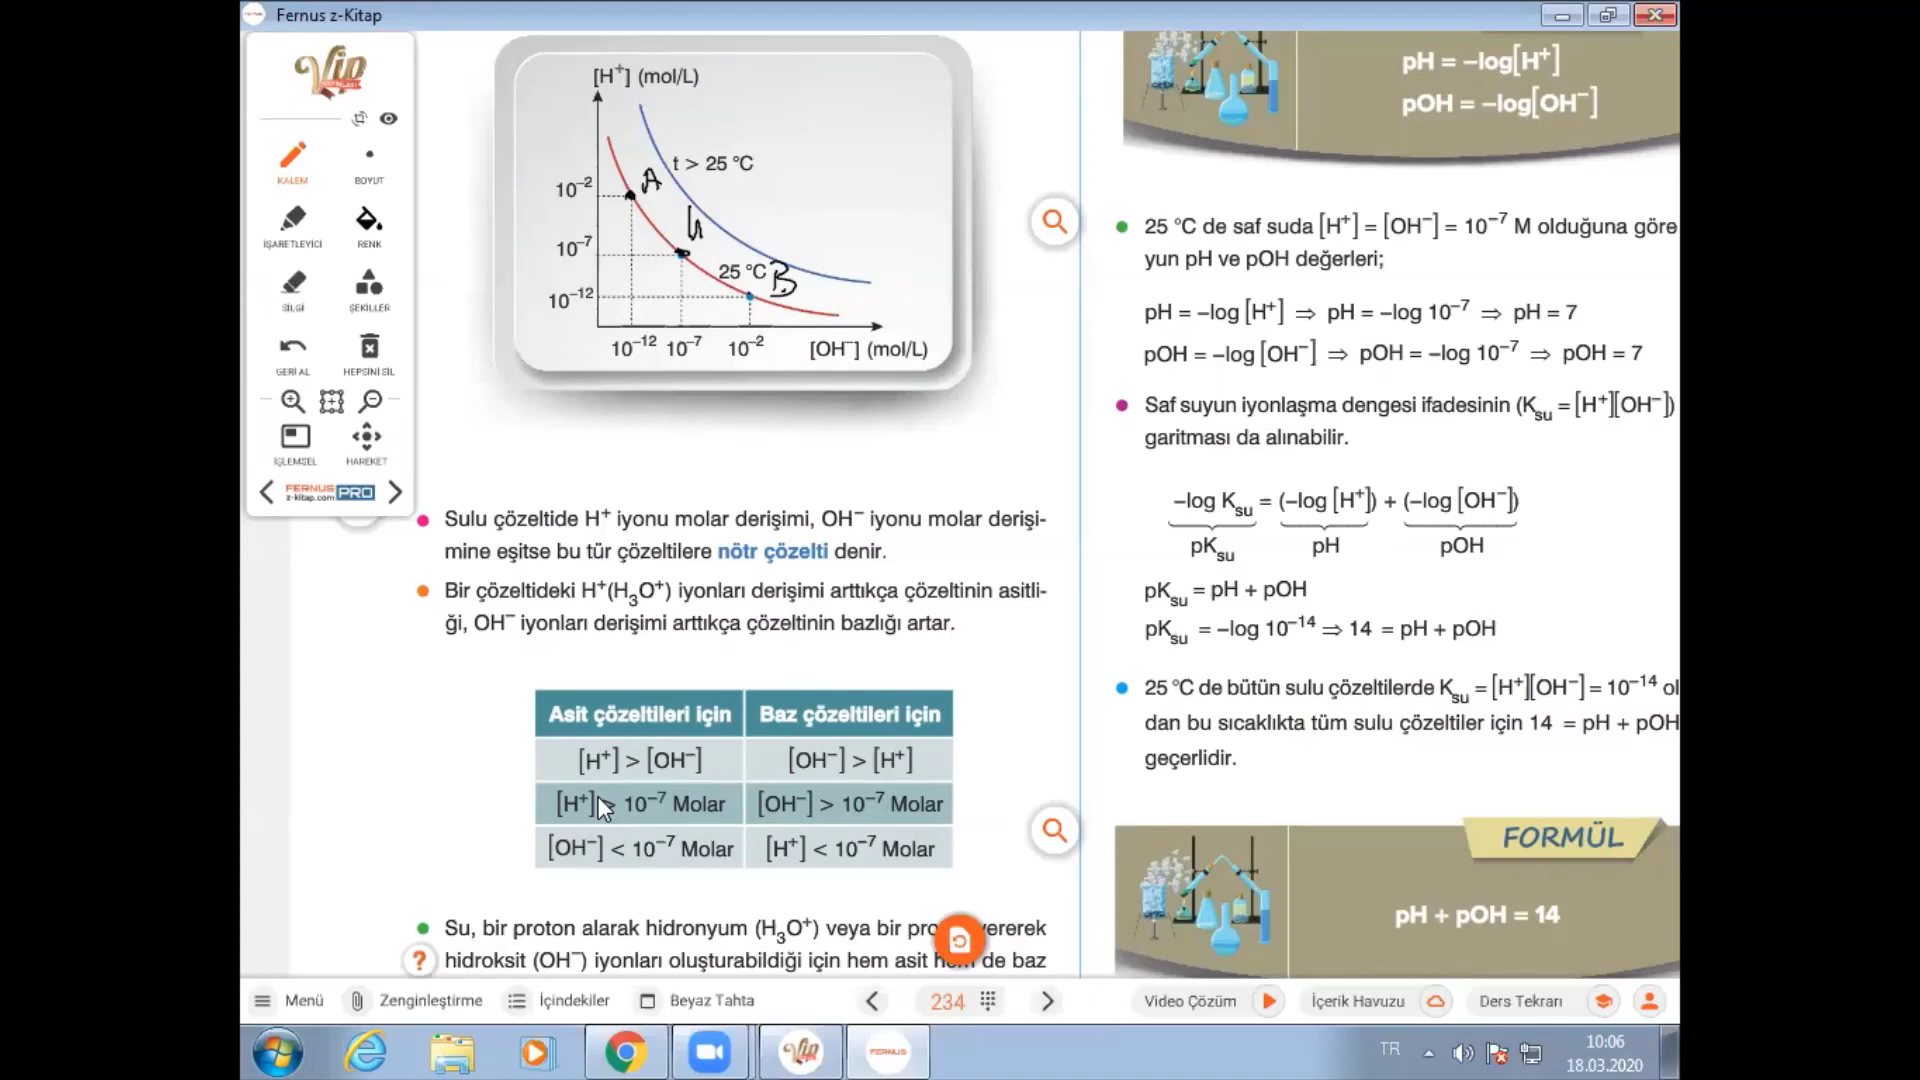 Fernus z-Kitap
Vip
KALEM
BOYUT
İŞARETLEYİCİ
RENK
SİLGİ
ŞEKİLLER
GERİ AL
HEPSİNİ SİL
İŞLEMSEL
HAREKET
FERNUS PRO
z-kitap.com
[H⁺] (mol/L)
t > 25 °C
A
10⁻²
10⁻⁷
25 °C B
10⁻¹²
10⁻¹² 10⁻⁷ 10⁻² [OH⁻] (mol/L)
Sulu çözeltide H⁺ iyonu molar derişimi, OH⁻ iyonu molar derişi-
mine eşitse bu tür çözeltilere nötr çözelti denir.
Bir çözeltideki H⁺(H₃O⁺) iyonları derişimi arttıkça çözeltinin asitli-
ği, OH⁻ iyonları derişimi arttıkça çözeltinin bazlığı artar.
Asit çözeltileri için Baz çözeltileri için
[H⁺] > [OH⁻] [OH⁻] > [H⁺]
[H⁺] > 10⁻⁷ Molar [OH⁻] > 10⁻⁷ Molar
[OH⁻] < 10⁻⁷ Molar [H⁺] < 10⁻⁷ Molar
Su, bir proton alarak hidronyum (H₃O⁺) veya bir pro vererek
hidroksit (OH⁻) iyonları oluşturabildiği için hem asit hem de baz
pH = –log[H⁺]
pOH = –log[OH⁻]
25 °C de saf suda [H⁺] = [OH⁻] = 10⁻⁷ M olduğuna göre
yun pH ve pOH değerleri;
pH = –log [H⁺] ⇒ pH = –log 10⁻⁷ ⇒ pH = 7
pOH = –log [OH⁻] ⇒ pOH = –log 10⁻⁷ ⇒ pOH = 7
Saf suyun iyonlaşma dengesi ifadesinin (Kₛᵤ = [H⁺][OH⁻])
garitması da alınabilir.
–log Kₛᵤ = (–log [H⁺]) + (–log [OH⁻])
pKₛᵤ pH pOH
pKₛᵤ = pH + pOH
pKₛᵤ = –log 10⁻¹⁴ ⇒ 14 = pH + pOH
25 °C de bütün sulu çözeltilerde Kₛᵤ = [H⁺][OH⁻] = 10⁻¹⁴ ol
dan bu sıcaklıkta tüm sulu çözeltiler için 14 = pH + pOH
geçerlidir.
FORMÜL
pH + pOH = 14
Menü Zenginleştirme İçindekiler Beyaz Tahta 234 Video Çözüm İçerik Havuzu Ders Tekrarı
Vip FERNUS TR
10:06
18.03.2020